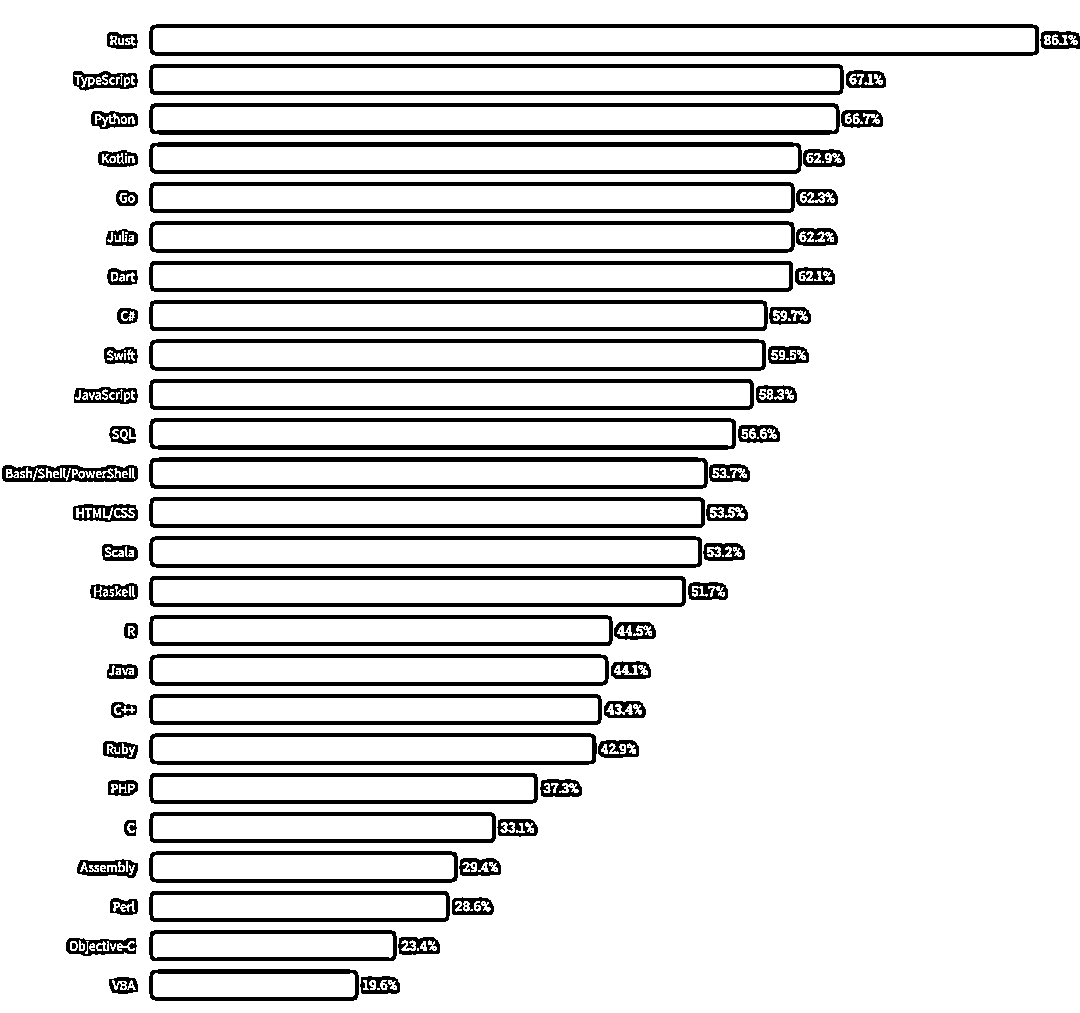 Rust 86.1%
TypeScript 67.1%
Python 66.7%
Kotlin 62.9%
Go 62.3%
Julia 62.2%
Dart 62.1%
C# 59.7%
Swift 59.5%
JavaScript 58.3%
SQL 56.6%
Bash/Shell/PowerShell 53.7%
HTML/CSS 53.5%
Scala 53.2%
Haskell 51.7%
R 44.5%
Java 44.1%
C++ 43.4%
Ruby 42.9%
PHP 37.3%
C 33.1%
Assembly 29.4%
Perl 28.6%
Objective-C 23.4%
VBA 19.6%